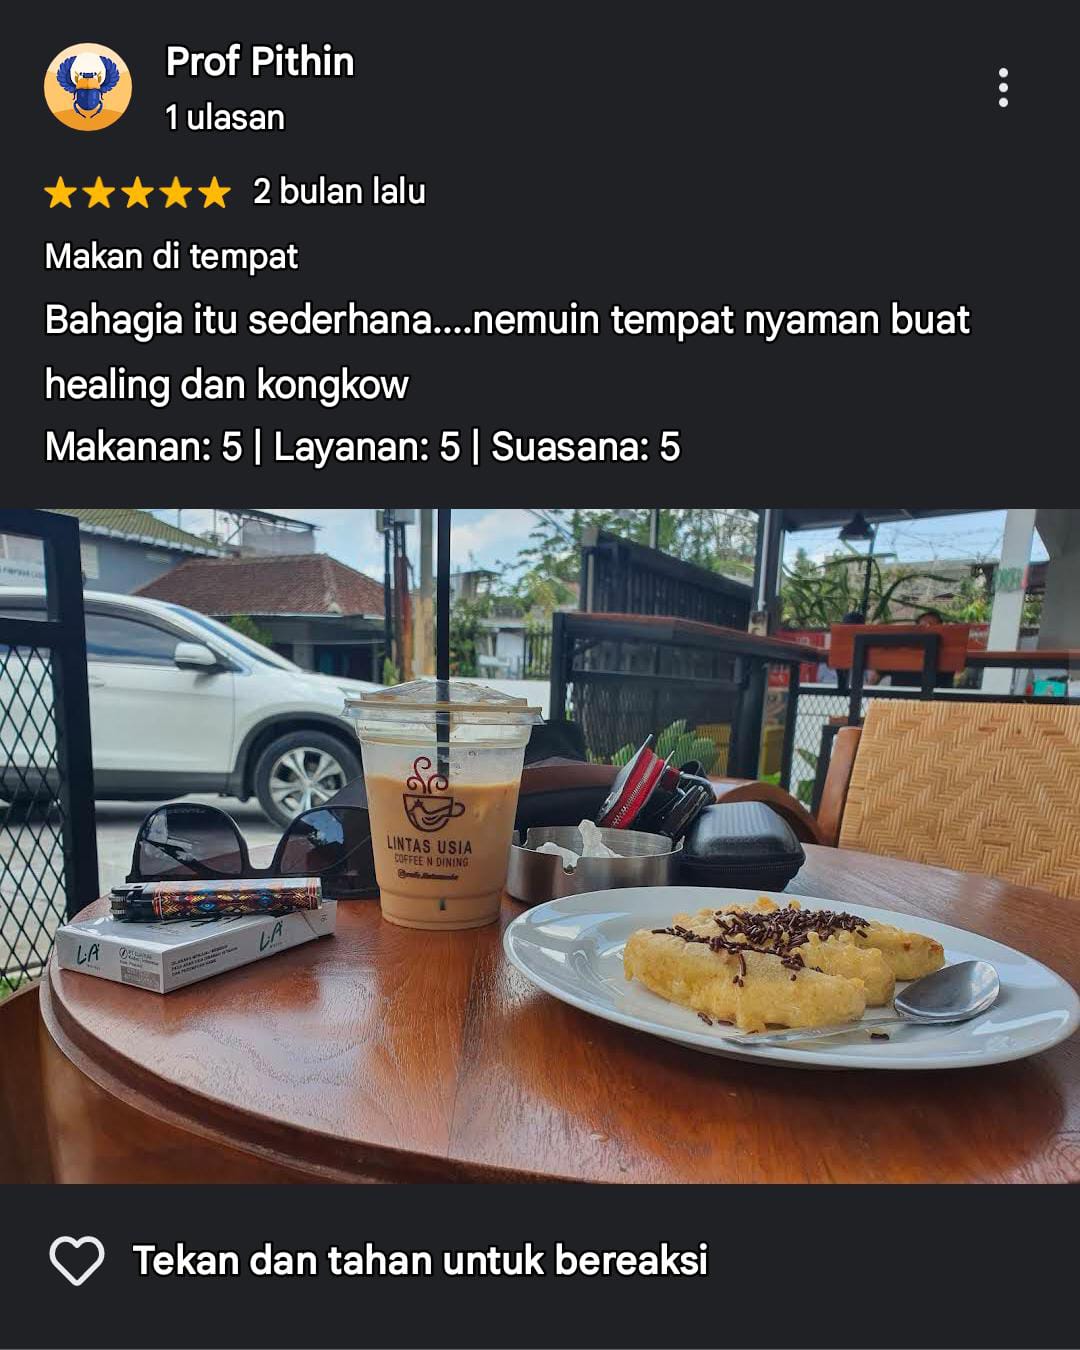 Prof Pithin
1 ulasan
2 bulan lalu
Makan di tempat
Bahagia itu sederhana....nemuin tempat nyaman buat
healing dan kongkow
Makanan: 5 | Layanan: 5 | Suasana: 5
LINTAS USIA
COFFEE N DINING
LA
LA
Tekan dan tahan untuk bereaksi